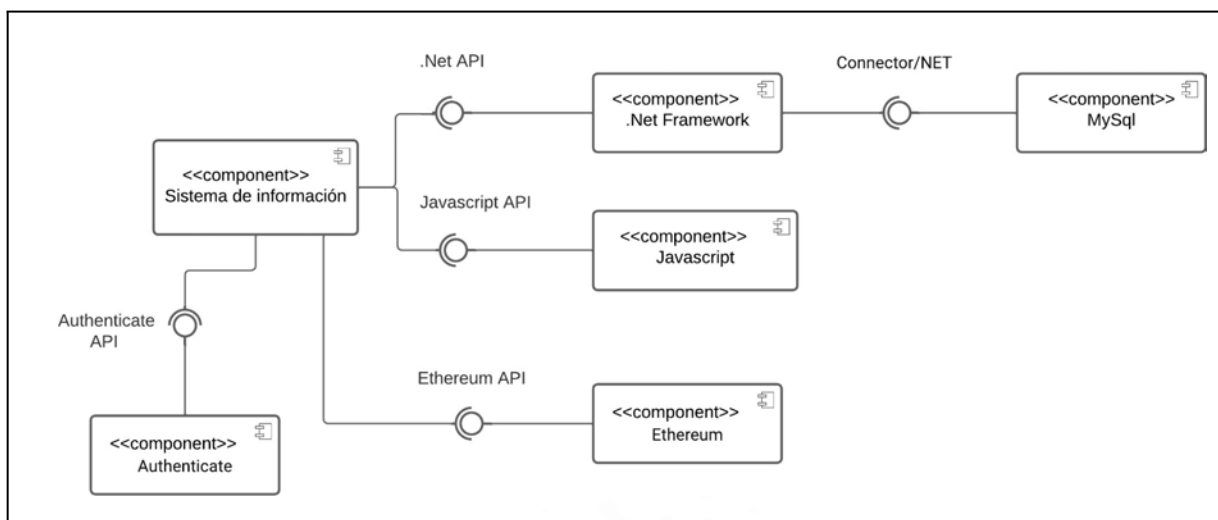 .Net API
Connector/NET
<<component>>
.Net Framework
<<component>>
MySql
<<component>>
Sistema de información
Javascript API
<<component>>
Javascript
Authenticate
API
Ethereum API
<<component>>
Ethereum
<<component>>
Authenticate